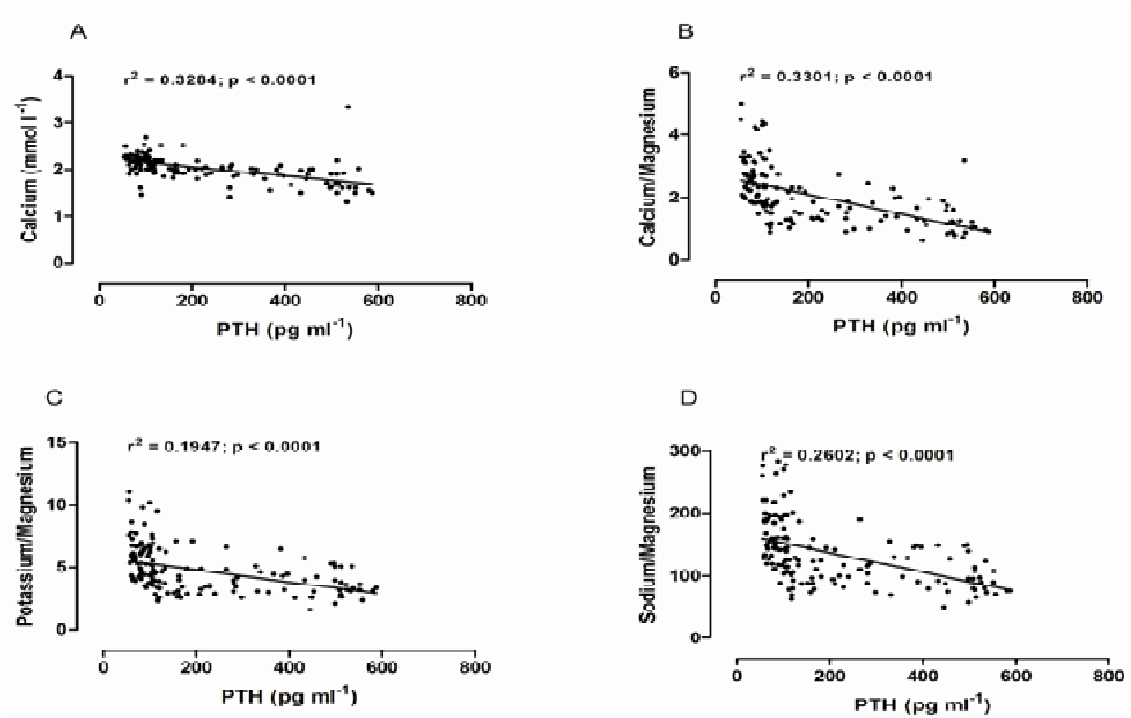 A
r² = 0.3204; p < 0.0001
Calcium (mmol l⁻¹)
4
3
2
1
0
0 200 400 600 800
PTH (pg ml⁻¹)
B
r² = 0.3301; p < 0.0001
Calcium/Magnesium
6
4
2
0
0 200 400 600 800
PTH (pg ml⁻¹)
C
r² = 0.1947; p < 0.0001
Potassium/Magnesium
15
10
5
0
0 200 400 600 800
PTH (pg ml⁻¹)
D
r² = 0.2602; p < 0.0001
Sodium/Magnesium
300
200
100
0
0 200 400 600 800
PTH (pg ml⁻¹)